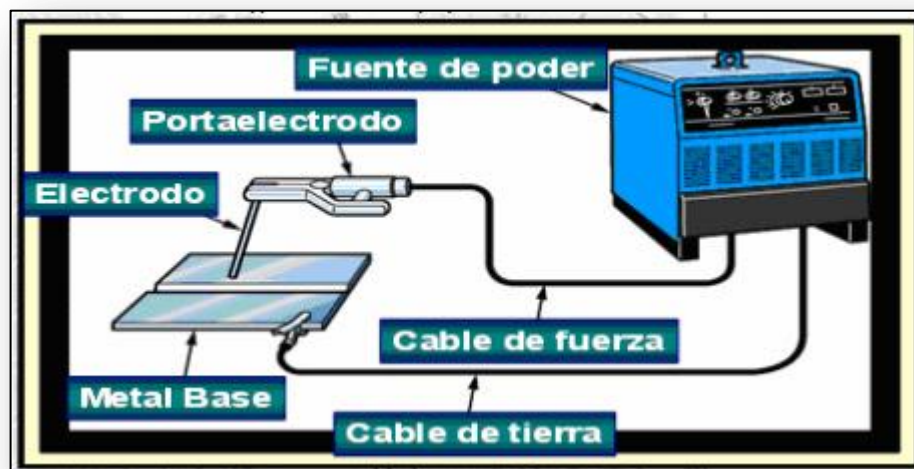 Fuente de poder
Portaelectrodo
Electrodo
Cable de fuerza
Metal Base
Cable de tierra